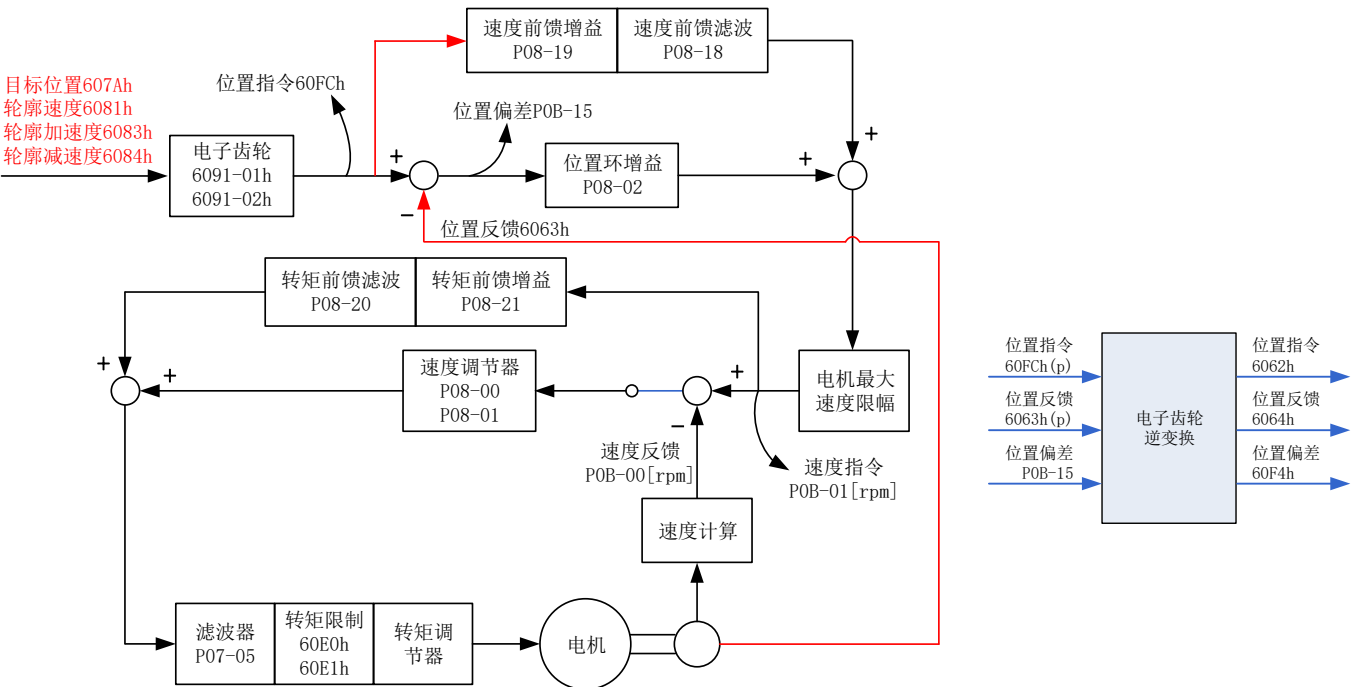 速度前馈增益
P08-19
速度前馈滤波
P08-18
目标位置607Ah
轮廓速度6081h
轮廓加速度6083h
轮廓减速度6084h
位置指令60FCh
位置偏差P0B-15
电子齿轮
6091-01h
6091-02h
+
−
位置环增益
P08-02
+
+
位置反馈6063h
转矩前馈滤波
P08-20
转矩前馈增益
P08-21
+
+
速度调节器
P08-00
P08-01
+
−
电机最大
速度限幅
速度反馈
P0B-00[rpm]
速度指令
P0B-01[rpm]
速度计算
滤波器
P07-05
转矩限制
60E0h
60E1h
转矩调
节器
电机
位置指令
60FCh(p)
位置反馈
6063h(p)
位置偏差
P0B-15
电子齿轮
逆变换
位置指令
6062h
位置反馈
6064h
位置偏差
60F4h